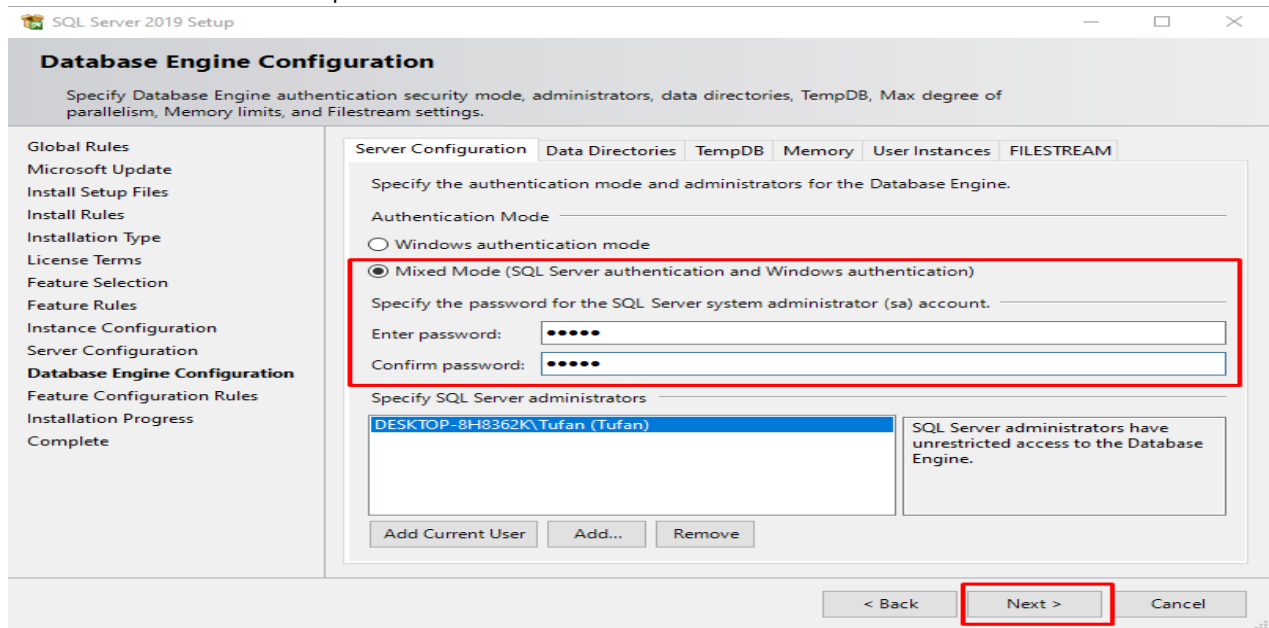 SQL Server 2019 Setup
Database Engine Configuration
Specify Database Engine authentication security mode, administrators, data directories, TempDB, Max degree of
parallelism, Memory limits, and Filestream settings.
Global Rules
Microsoft Update
Install Setup Files
Install Rules
Installation Type
License Terms
Feature Selection
Feature Rules
Instance Configuration
Server Configuration
Database Engine Configuration
Feature Configuration Rules
Installation Progress
Complete
Server Configuration Data Directories TempDB Memory User Instances FILESTREAM
Specify the authentication mode and administrators for the Database Engine.
Authentication Mode
Windows authentication mode
Mixed Mode (SQL Server authentication and Windows authentication)
Specify the password for the SQL Server system administrator (sa) account.
Enter password: •••••
Confirm password: •••••
Specify SQL Server administrators
DESKTOP-8H8362K\Tufan (Tufan)
SQL Server administrators have
unrestricted access to the Database
Engine.
Add Current User Add... Remove
< Back Next > Cancel